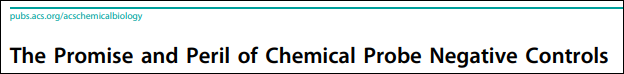 pubs.acs.org/acschemicalbiology
The Promise and Peril of Chemical Probe Negative Controls